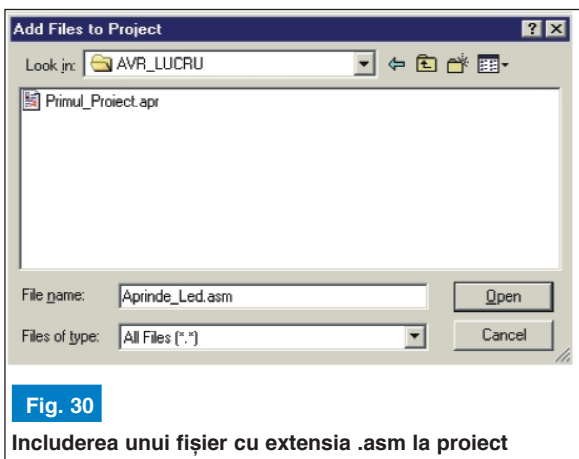 Add Files to Project
Look in: AVR_LUCRU
Primul_Proiect.apr
File name: Aprinde_Led.asm Open
Files of type: All Files (*.*) Cancel
Fig. 30
Includerea unui fișier cu extensia .asm la proiect